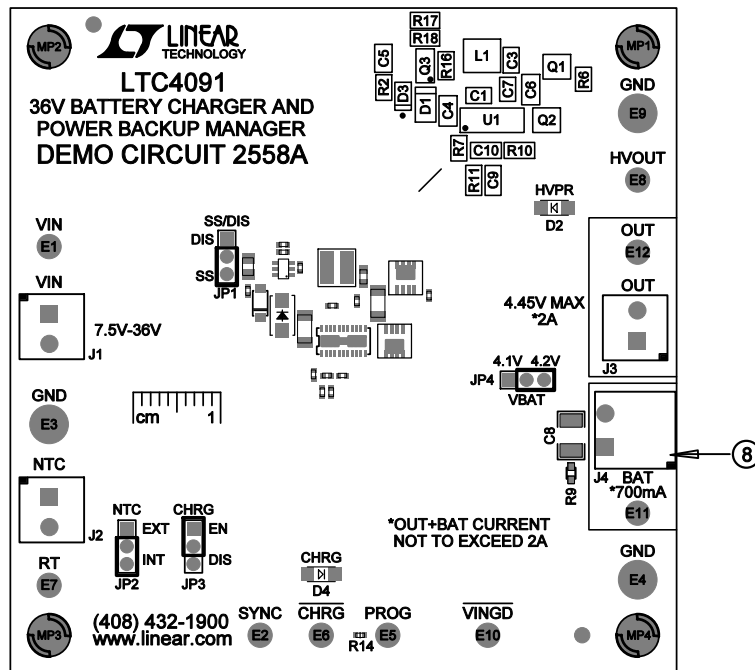 MP2
LINEAR
TECHNOLOGY
LTC4091
36V BATTERY CHARGER AND
POWER BACKUP MANAGER
DEMO CIRCUIT 2558A
R17
R18
C5
Q3
R16
L1
C3
Q1
R6
R2
D3
D1
C4
C1
C7
C6
U1
Q2
R7
C10
R10
R11
C9
MP1
GND
E9
HVOUT
E8
HVPR
D2
VIN
E1
VIN
7.5V-36V
J1
SS/DIS
DIS
SS
JP1
OUT
E12
OUT
4.45V MAX
*2A
J3
4.1V 4.2V
JP4
VBAT
GND
E3
cm 1
C8
R9
J4
BAT
*700mA
E11
8
NTC
J2
NTC
EXT
INT
JP2
CHRG
EN
DIS
JP3
*OUT+BAT CURRENT
NOT TO EXCEED 2A
RT
E7
CHRG
D4
GND
E4
MP3
(408) 432-1900
www.linear.com
SYNC
E2
CHRG
E6
R14
PROG
E5
VINGD
E10
MP4